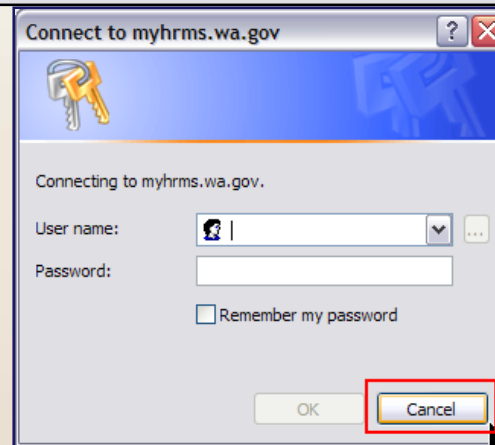 Connect to myhrms.wa.gov
Connecting to myhrms.wa.gov.
User name:
Password:
Remember my password
OK
Cancel